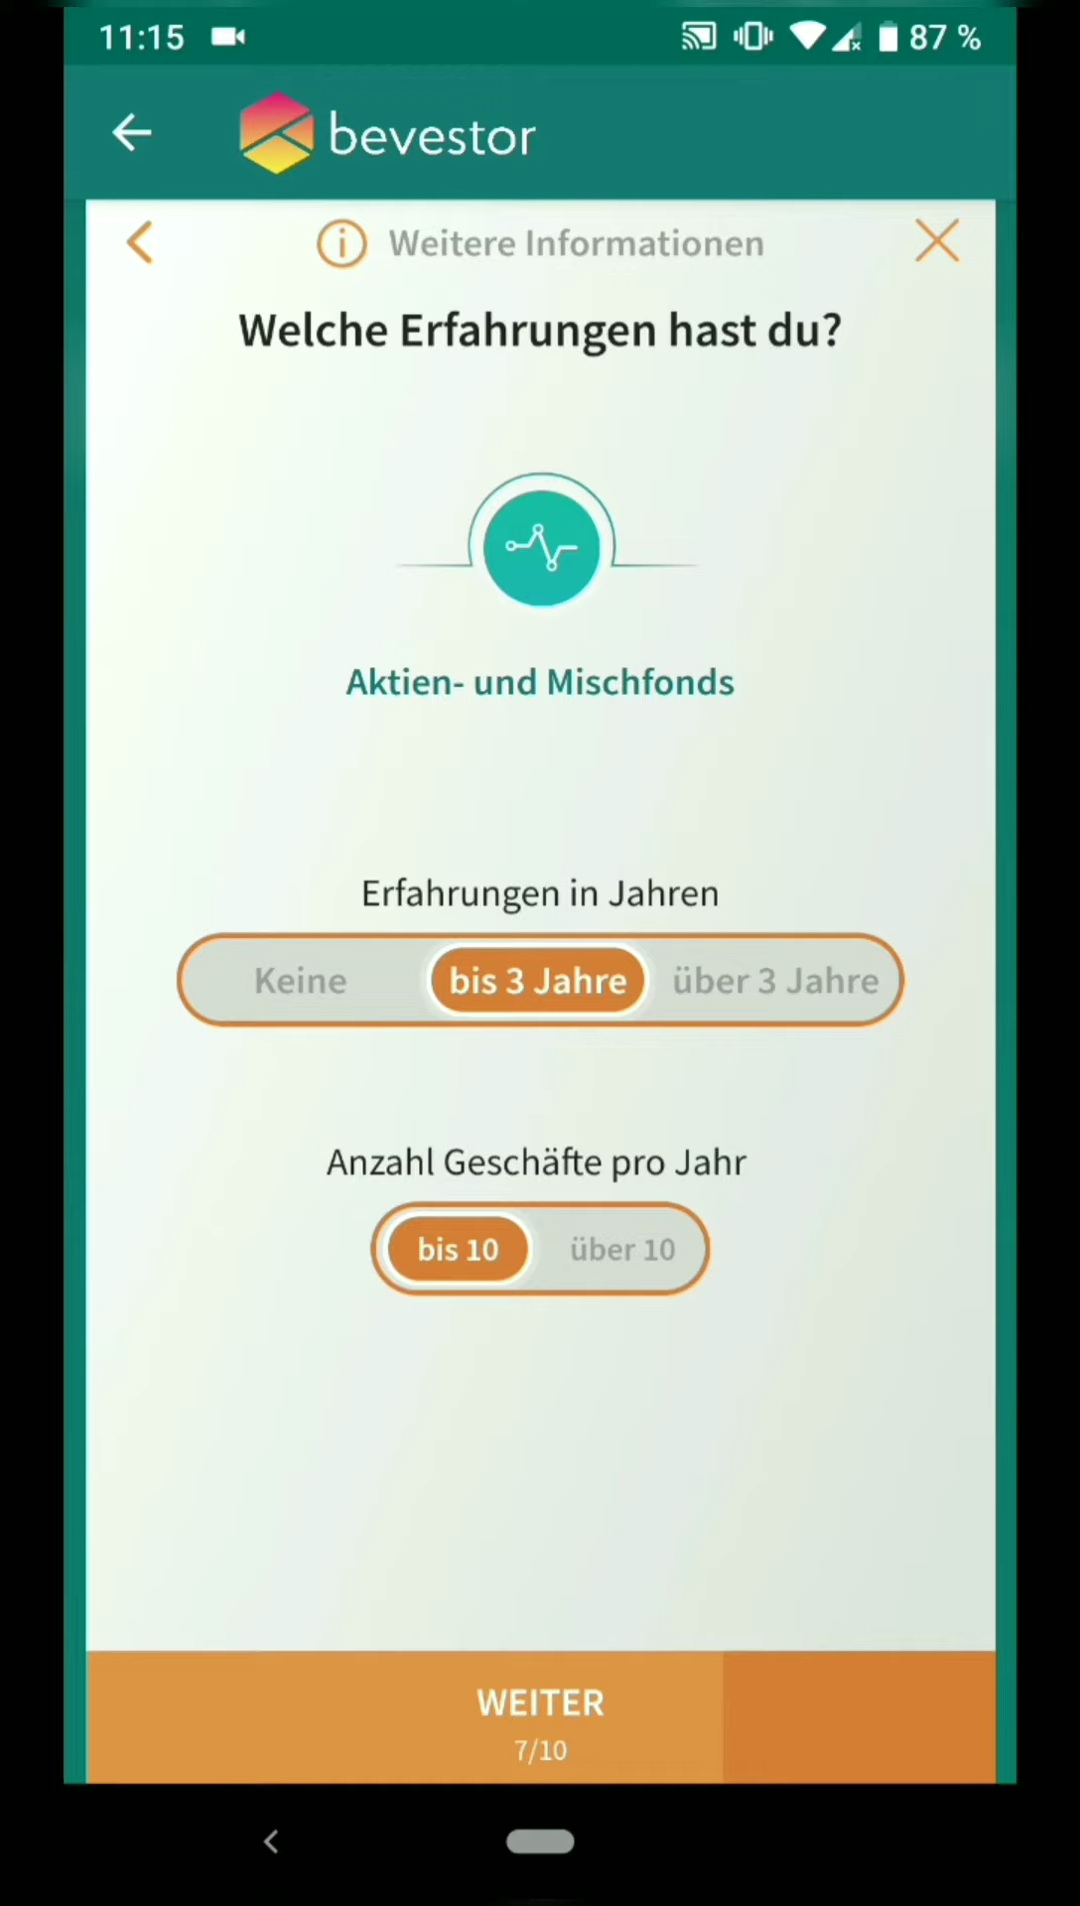 11:15 87 %
bevestor
Weitere Informationen
Welche Erfahrungen hast du?
Aktien- und Mischfonds
Erfahrungen in Jahren
Keine bis 3 Jahre über 3 Jahre
Anzahl Geschäfte pro Jahr
bis 10 über 10
WEITER
7/10